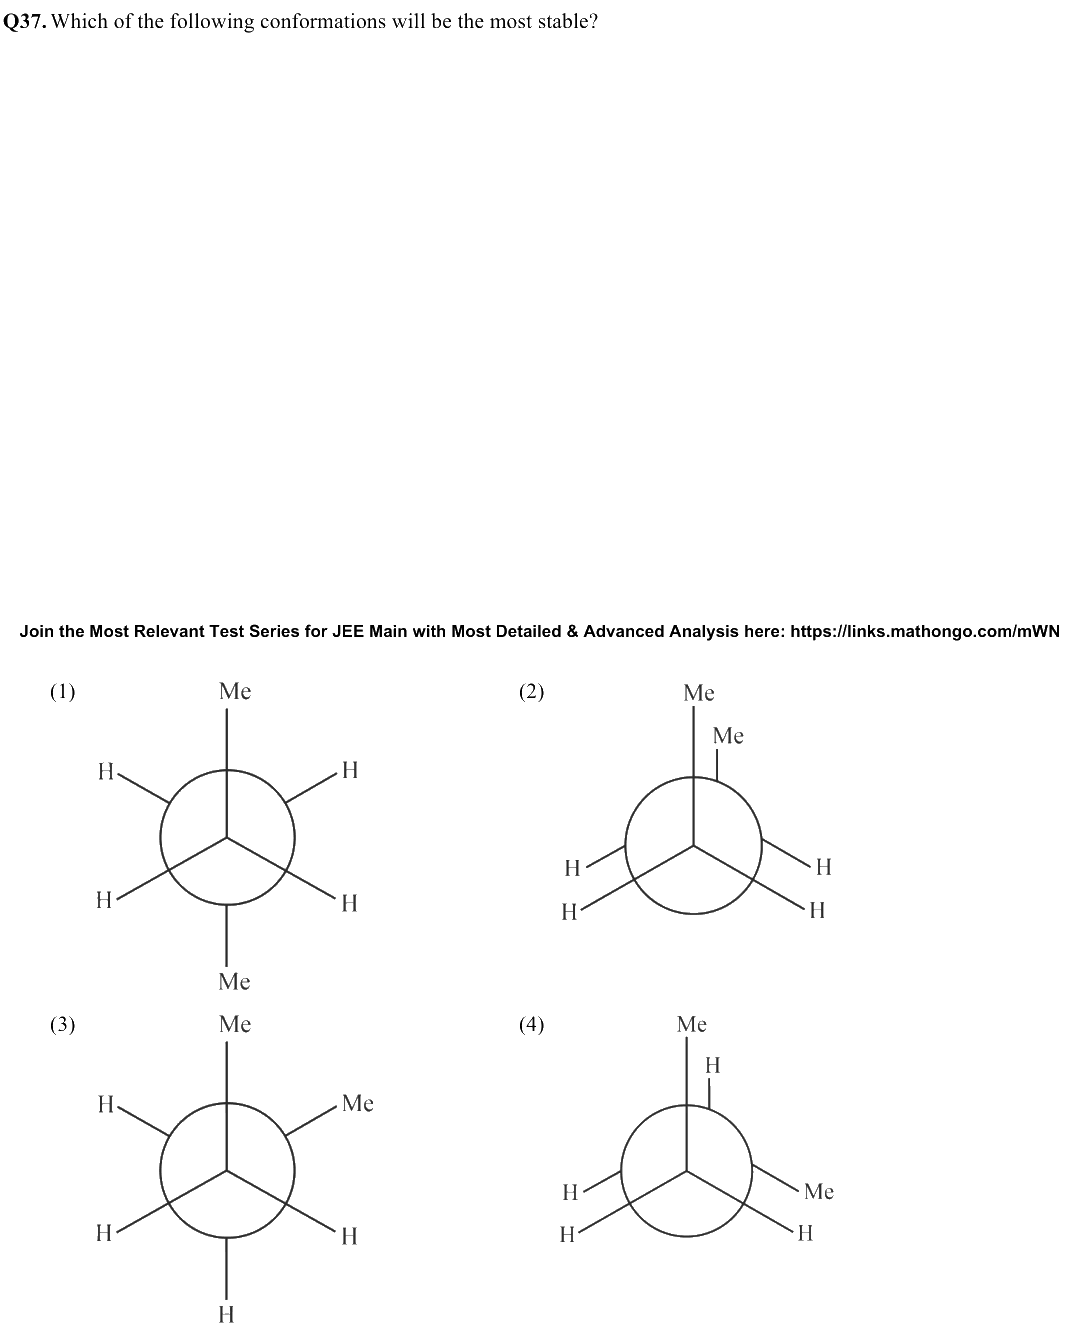 Q37. Which of the following conformations will be the most stable?
Join the Most Relevant Test Series for JEE Main with Most Detailed & Advanced Analysis here: https://links.mathongo.com/mWN
(1)
Me
H
H
H
H
Me
(2)
Me
Me
H
H
H
H
(3)
Me
H
Me
H
H
H
(4)
Me
H
H
Me
H
H